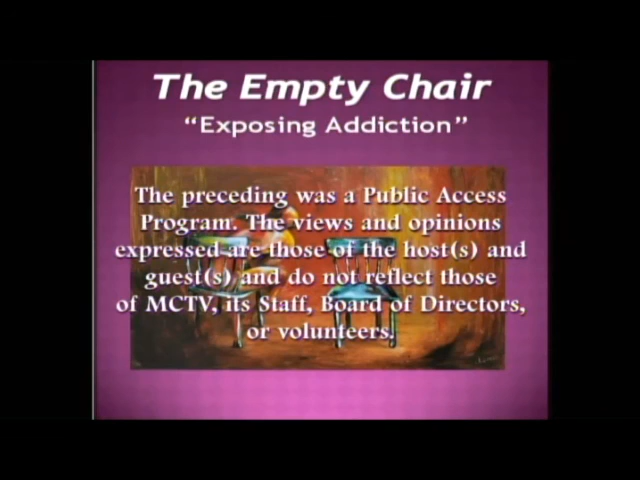 The Empty Chair
“Exposing Addiction”
The preceding was a Public Access
Program. The views and opinions
expressed are those of the host(s) and
guest(s) and do not reflect those
of MCTV, its Staff, Board of Directors,
or volunteers.